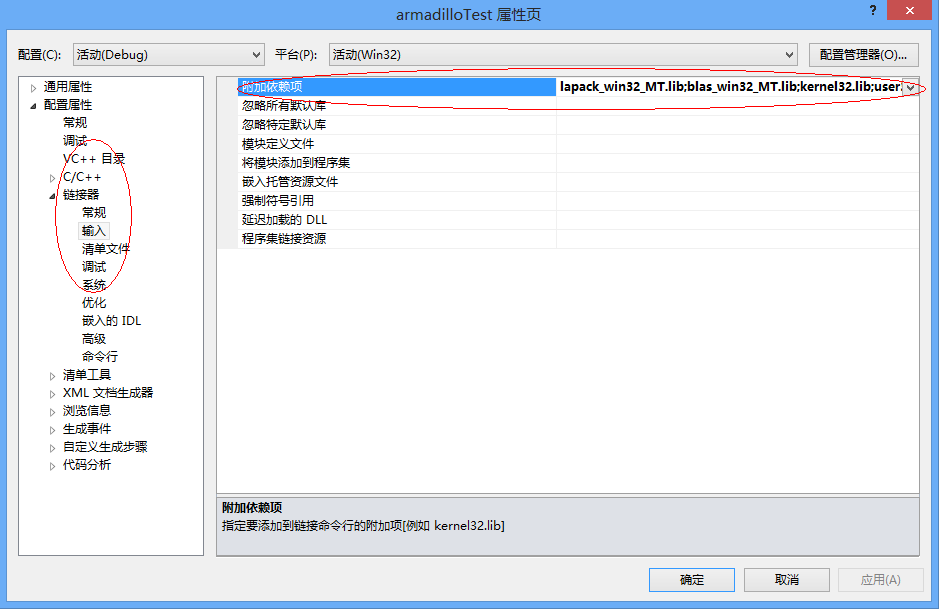 armadilloTest 属性页
?
配置(C): 活动(Debug) 平台(P): 活动(Win32) 配置管理器(O)...
通用属性
配置属性
常规
调试
VC++ 目录
C/C++
链接器
常规
输入
清单文件
调试
系统
优化
嵌入的 IDL
高级
命令行
清单工具
XML 文档生成器
浏览信息
生成事件
自定义生成步骤
代码分析
附加依赖项 lapack_win32_MT.lib;blas_win32_MT.lib;kernel32.lib;user
忽略所有默认库
忽略特定默认库
模块定义文件
将模块添加到程序集
嵌入托管资源文件
强制符号引用
延迟加载的 DLL
程序集链接资源
附加依赖项
指定要添加到链接命令行的附加项[例如 kernel32.lib]
确定 取消 应用(A)